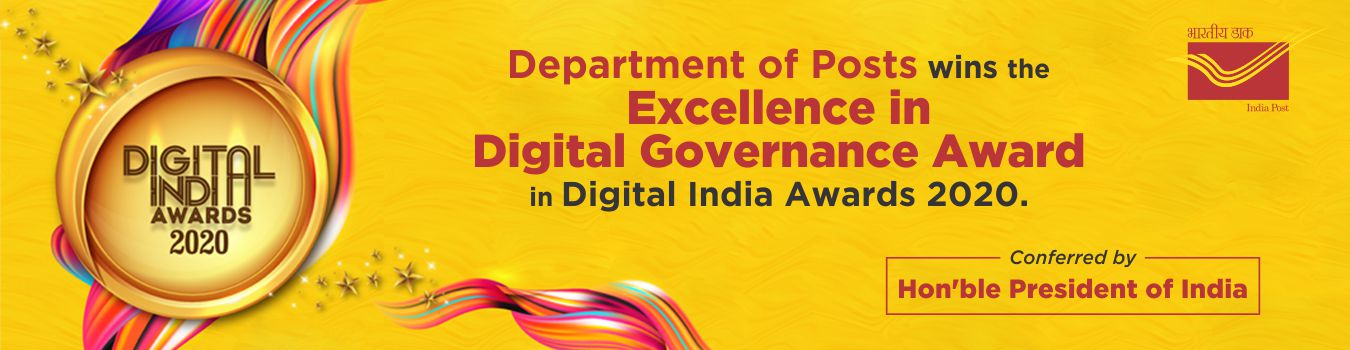 DIGITAL
INDIA
AWARDS
2020
Department of Posts wins the
Excellence in
Digital Governance Award
in Digital India Awards 2020.
Conferred by
Hon'ble President of India
भारतीय डाक
India Post